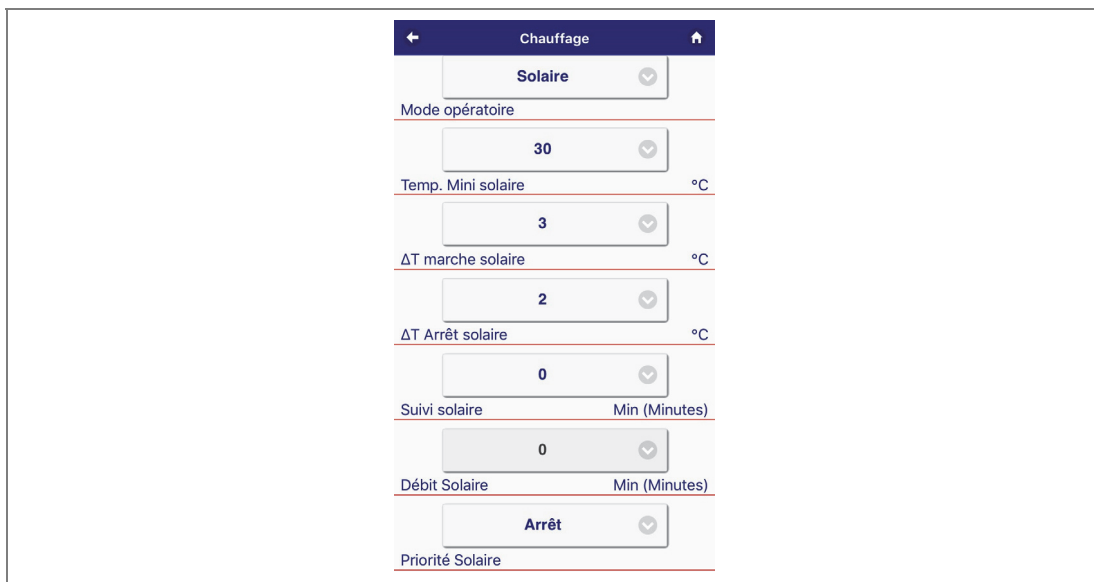 Chauffage
Solaire
Mode opératoire
30
Temp. Mini solaire °C
3
ΔT marche solaire °C
2
ΔT Arrêt solaire °C
0
Suivi solaire Min (Minutes)
0
Débit Solaire Min (Minutes)
Arrêt
Priorité Solaire